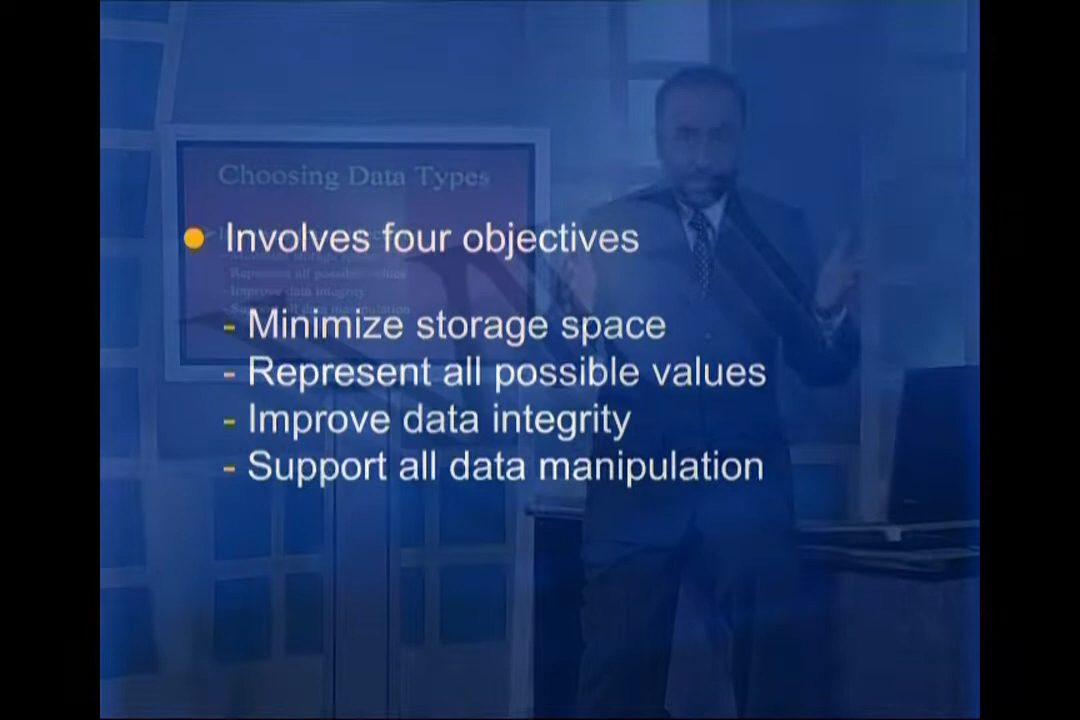 Choosing Data Types
Involves four objectives
- Minimize storage space
- Represent all possible values
- Improve data integrity
- Support all data manipulation